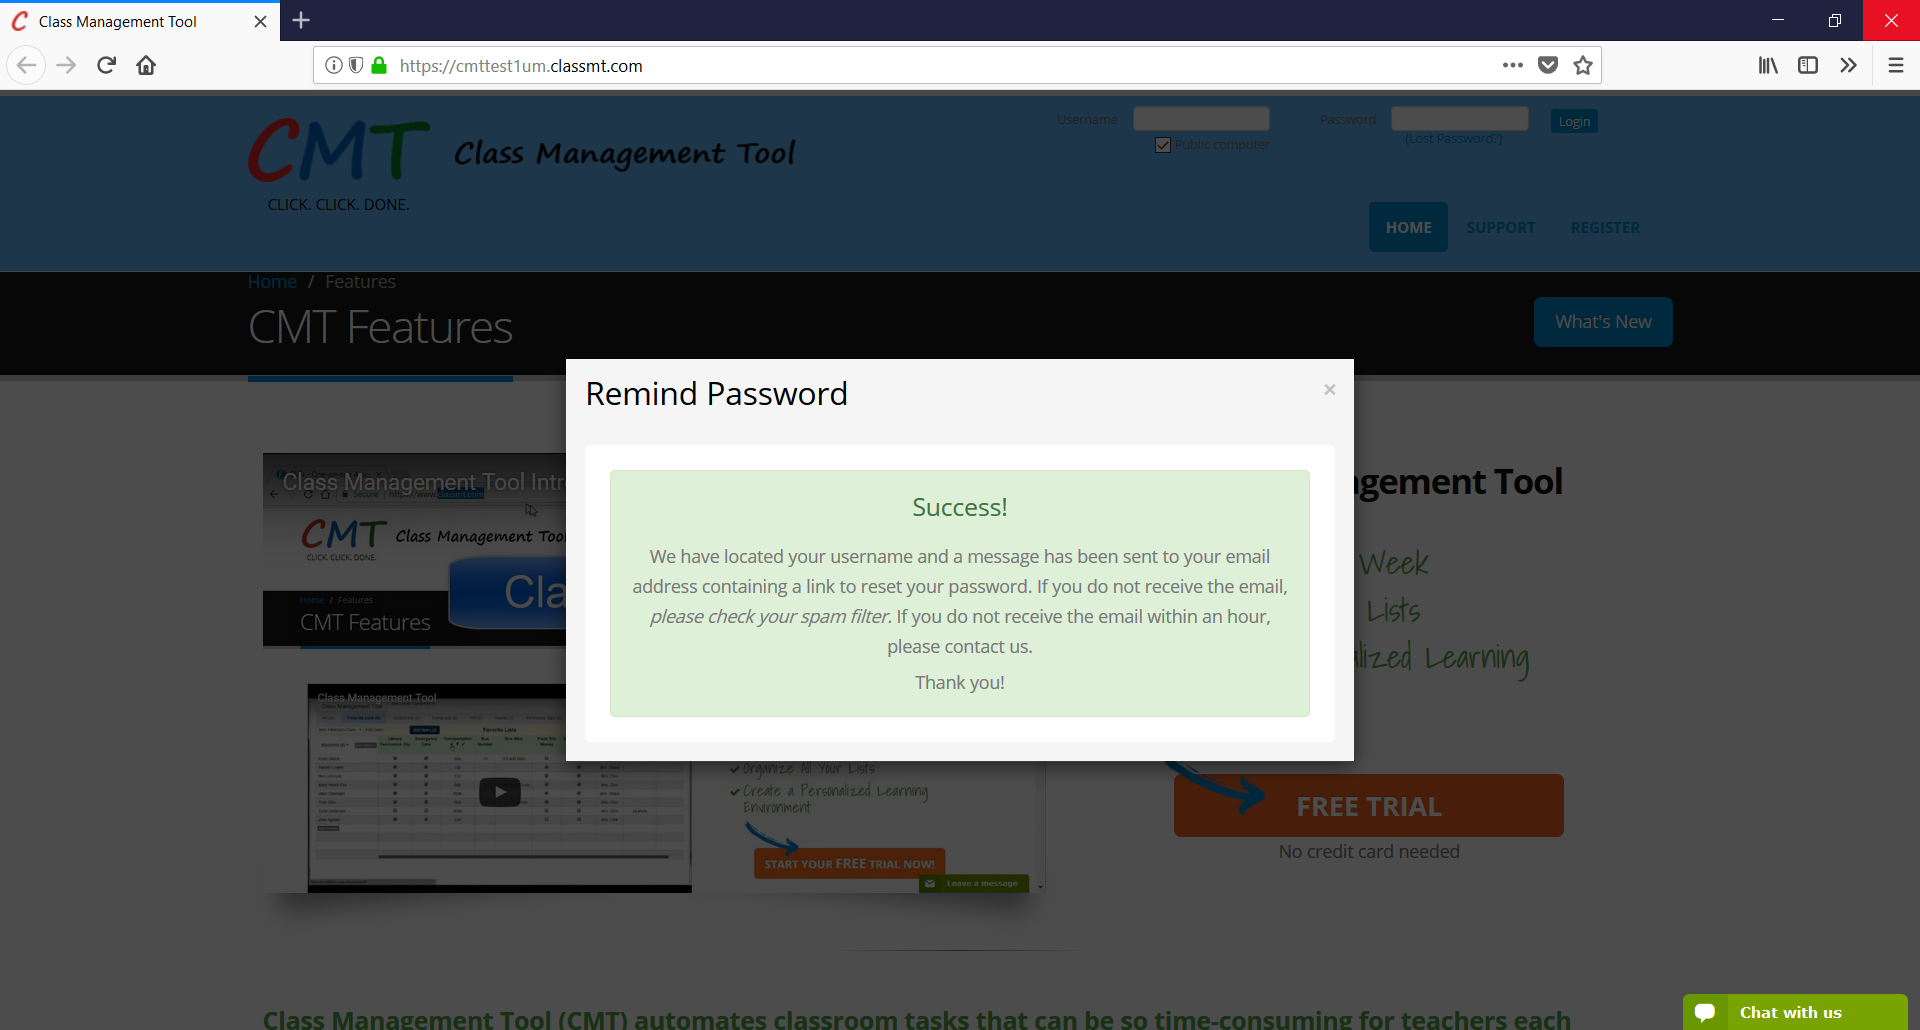 Class Management Tool
https://cmttest1um.classmt.com
CMT Class Management Tool
CLICK. CLICK. DONE.
Username
Password
Login
Public computer
(Lost Password?)
HOME
SUPPORT
REGISTER
Home / Features
CMT Features
What's New
Remind Password
×
Success!
We have located your username and a message has been sent to your email
address containing a link to reset your password. If you do not receive the email,
please check your spam filter. If you do not receive the email within an hour,
please contact us.
Thank you!
Class Management Tool Intr
CMT Class Management Tool
CLICK. CLICK. DONE.
Home / Features
CMT Features
Cla
agement Tool
Week
Lists
alized Learning
Class Management Tool
Class Management Tool
Favorite Lists
Organize All Your Lists
Create a Personalized Learning
Environment
START YOUR FREE TRIAL NOW!
Leave a message
FREE TRIAL
No credit card needed
Class Management Tool (CMT) automates classroom tasks that can be so time-consuming for teachers each
Chat with us